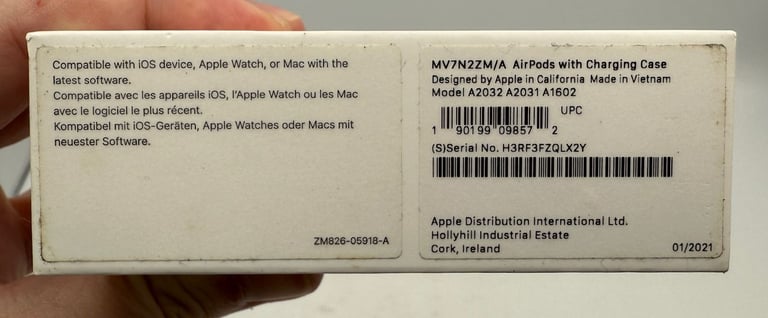 Compatible with iOS device, Apple Watch, or Mac with the
latest software.
Compatible avec les appareils iOS, l'Apple Watch ou les Mac
avec le logiciel le plus récent.
Kompatibel mit iOS-Geräten, Apple Watches oder Macs mit
neuester Software.
ZM826-05918-A
MV7N2ZM/A AirPods with Charging Case
Designed by Apple in California Made in Vietnam
Model A2032 A2031 A1602
UPC
1 90199 09857 2
(S)Serial No. H3RF3FZQLX2Y
Apple Distribution International Ltd.
Hollyhill Industrial Estate
Cork, Ireland
01/2021